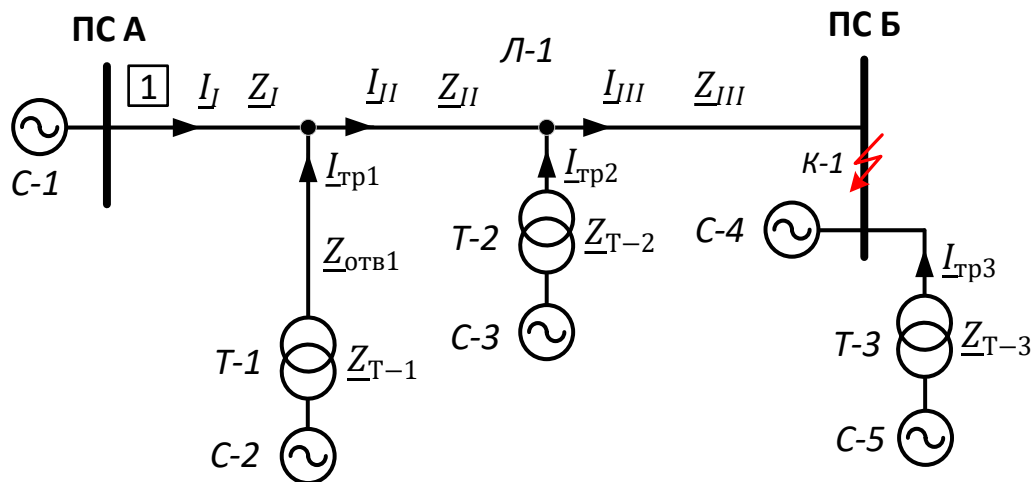 ПС А
ПС Б
Л-1
1
I_I
Z_I
I_II
Z_II
I_III
Z_III
К-1
С-1
I_тр1
I_тр2
Т-2
Z_Т−2
С-4
I_тр3
Z_отв1
С-3
Т-1
Z_Т−1
Т-3
Z_Т−3
С-2
С-5